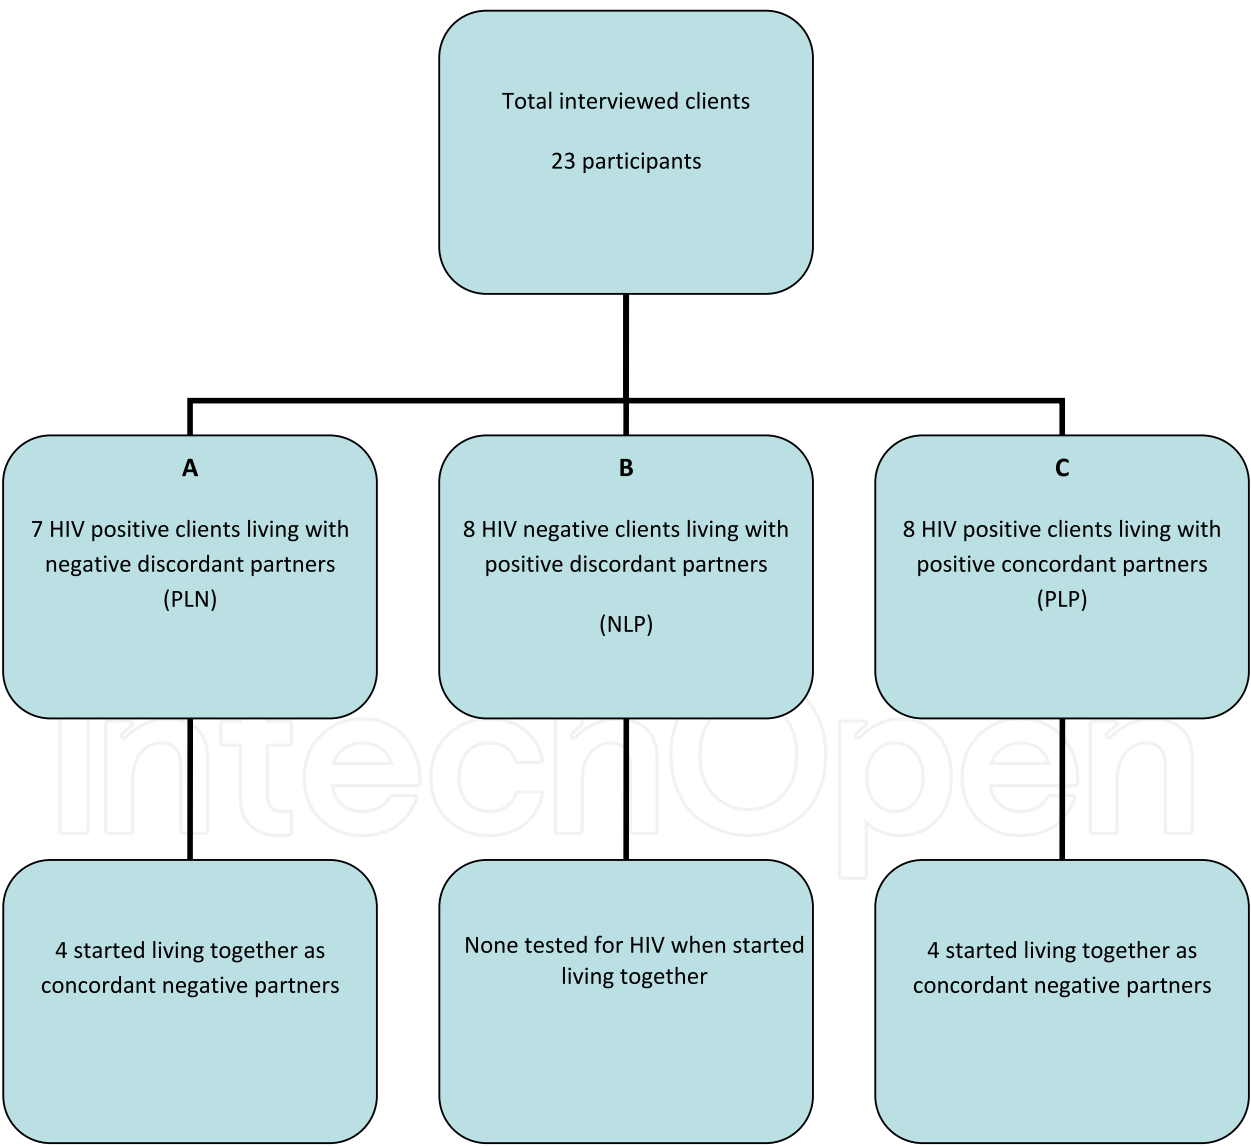 Total interviewed clients
23 participants
A
7 HIV positive clients living with
negative discordant partners
(PLN)
B
8 HIV negative clients living with
positive discordant partners
(NLP)
C
8 HIV positive clients living with
positive concordant partners
(PLP)
IntechOpen
4 started living together as
concordant negative partners
None tested for HIV when started
living together
4 started living together as
concordant negative partners